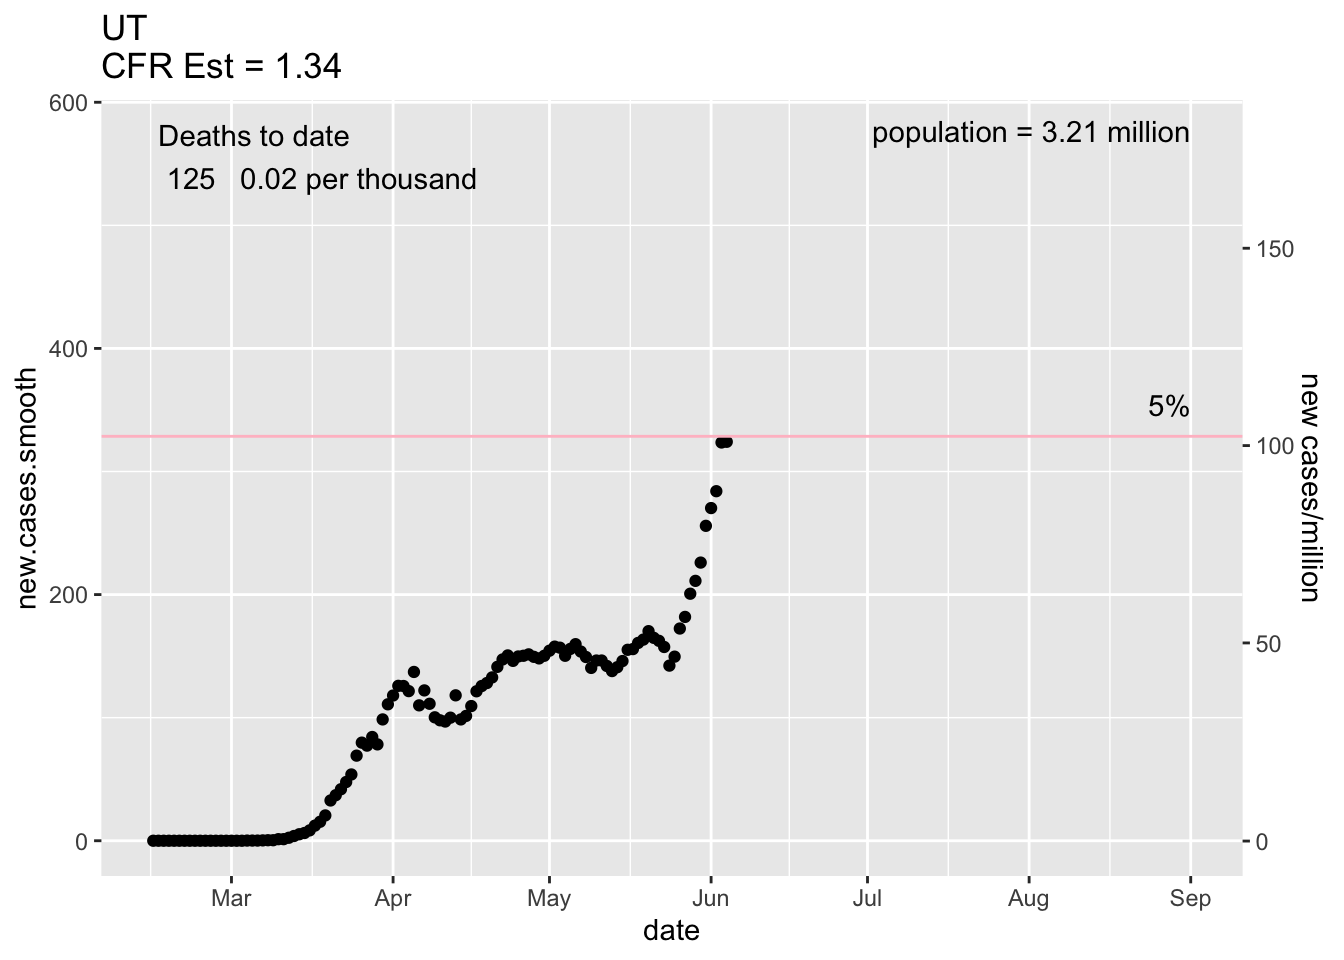 UT
CFR Est = 1.34
600
400
200
0
new.cases.smooth
Deaths to date
125 0.02 per thousand
population = 3.21 million
5%
150
100
50
0
new cases/million
Mar Apr May Jun Jul Aug Sep
date